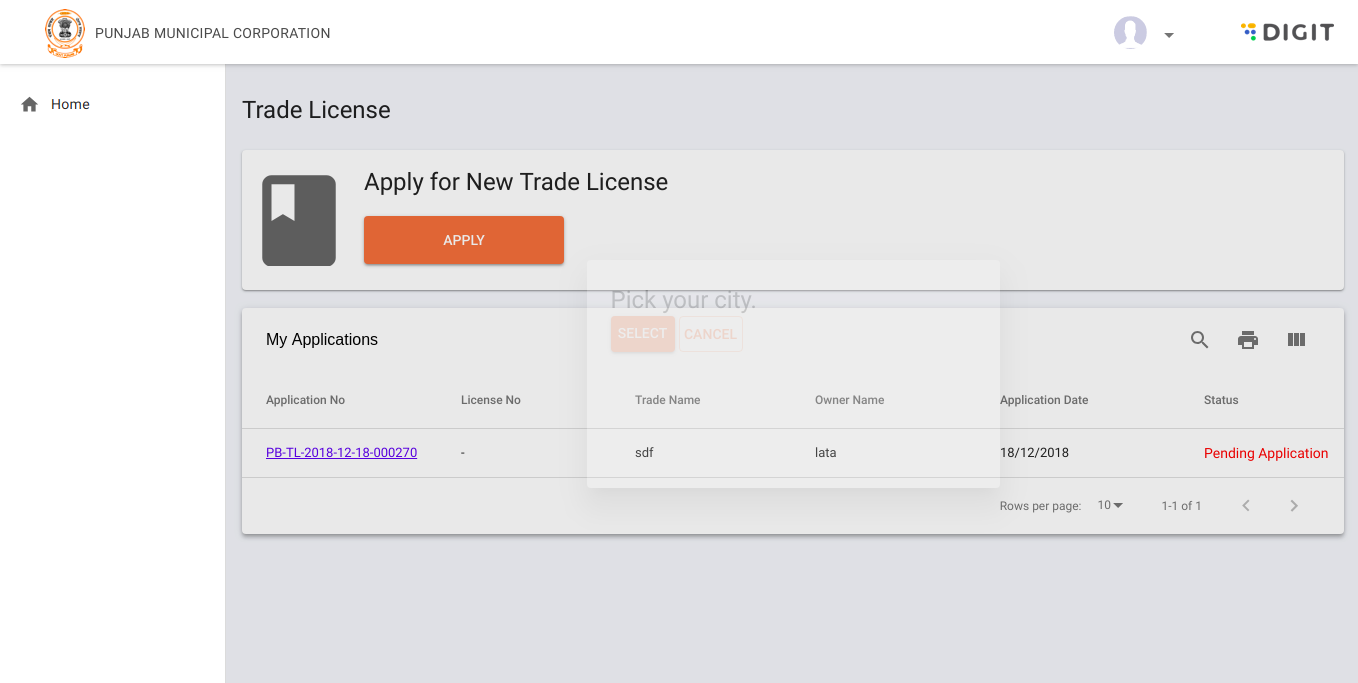 PUNJAB MUNICIPAL CORPORATION
DIGIT
Home
Trade License
Apply for New Trade License
APPLY
Pick your city.
SELECT CANCEL
My Applications
Application No License No Trade Name Owner Name Application Date Status
PB-TL-2018-12-18-000270 - sdf lata 18/12/2018 Pending Application
Rows per page: 10 1-1 of 1